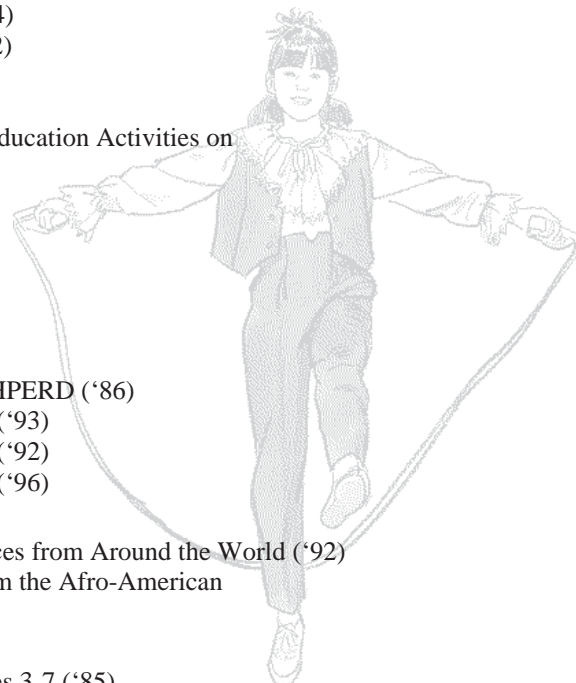 4)
2)
ducation Activities on
HPERD (‘86)
(‘93)
(‘92)
(‘96)
ces from Around the World (‘92)
m the Afro-American
es 3-7 (‘85)